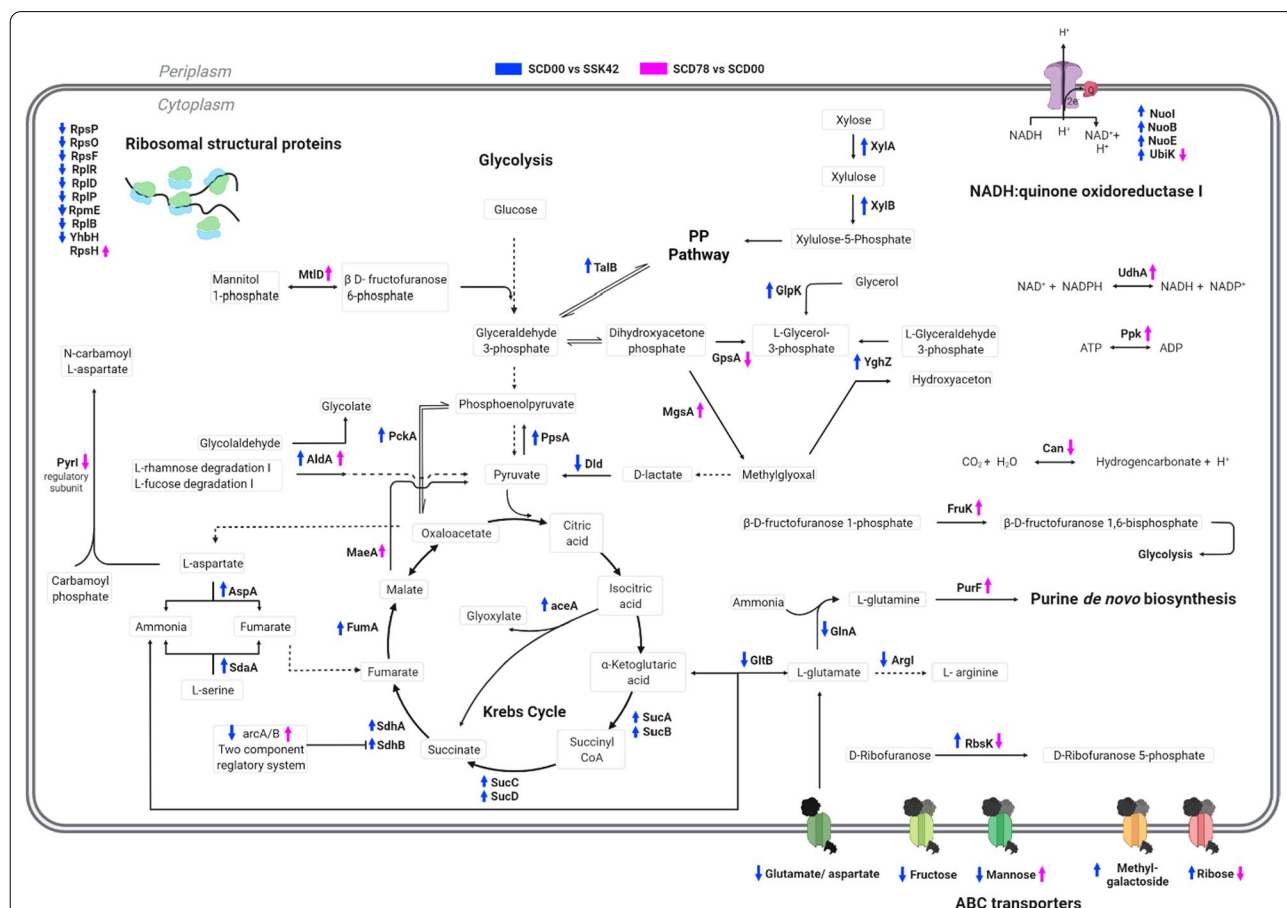 Periplasm
Cytoplasm
SCD00 vs SSK42
SCD78 vs SCD00
RpsP
RpsO
RpsF
RplR
RplD
RplP
RpmE
RplB
YhbH
RpsH
Ribosomal structural proteins
Glycolysis
Glucose
Xylose
XylA
Xylulose
XylB
Xylulose-5-Phosphate
PP
Pathway
TalB
H⁺
Q
2e⁻
NADH
H⁺
NAD⁺+
H⁺
NuoI
NuoB
NuoE
UbiK
NADH:quinone oxidoreductase I
Mannitol
1-phosphate
MtlD
β D- fructofuranose
6-phosphate
GlpK
Glycerol
UdhA
NAD⁺ + NADPH
NADH + NADP⁺
Glyceraldehyde
3-phosphate
Dihydroxyacetone
phosphate
GpsA
L-Glycerol-
3-phosphate
L-Glyceraldehyde
3-phosphate
YghZ
Hydroxyaceton
Ppk
ATP
ADP
N-carbamoyl
L-aspartate
Glycolate
Phosphoenolpyruvate
MgsA
Glycolaldehyde
AldA
PckA
PpsA
L-rhamnose degradation I
L-fucose degradation I
Pyruvate
Dld
D-lactate
Methylglyoxal
Can
CO₂ + H₂O
Hydrogencarbonate + H⁺
PyrI
regulatory
subunit
Oxaloacetate
Citric
acid
β-D-fructofuranose 1-phosphate
FruK
β-D-fructofuranose 1,6-bisphosphate
Glycolysis
MaeA
L-aspartate
Carbamoyl
phosphate
AspA
Malate
Isocitric
acid
aceA
Glyoxylate
Ammonia
L-glutamine
PurF
Purine de novo biosynthesis
Ammonia
Fumarate
FumA
GlnA
SdaA
L-serine
Fumarate
α-Ketoglutaric
acid
GltB
L-glutamate
ArgI
L- arginine
Krebs Cycle
arcA/B
Two component
reglatory system
SdhA
SdhB
Succinate
SucA
SucB
Succinyl
CoA
SucC
SucD
D-Ribofuranose
RbsK
D-Ribofuranose 5-phosphate
Glutamate/ aspartate
Fructose
Mannose
Methyl-
galactoside
Ribose
ABC transporters